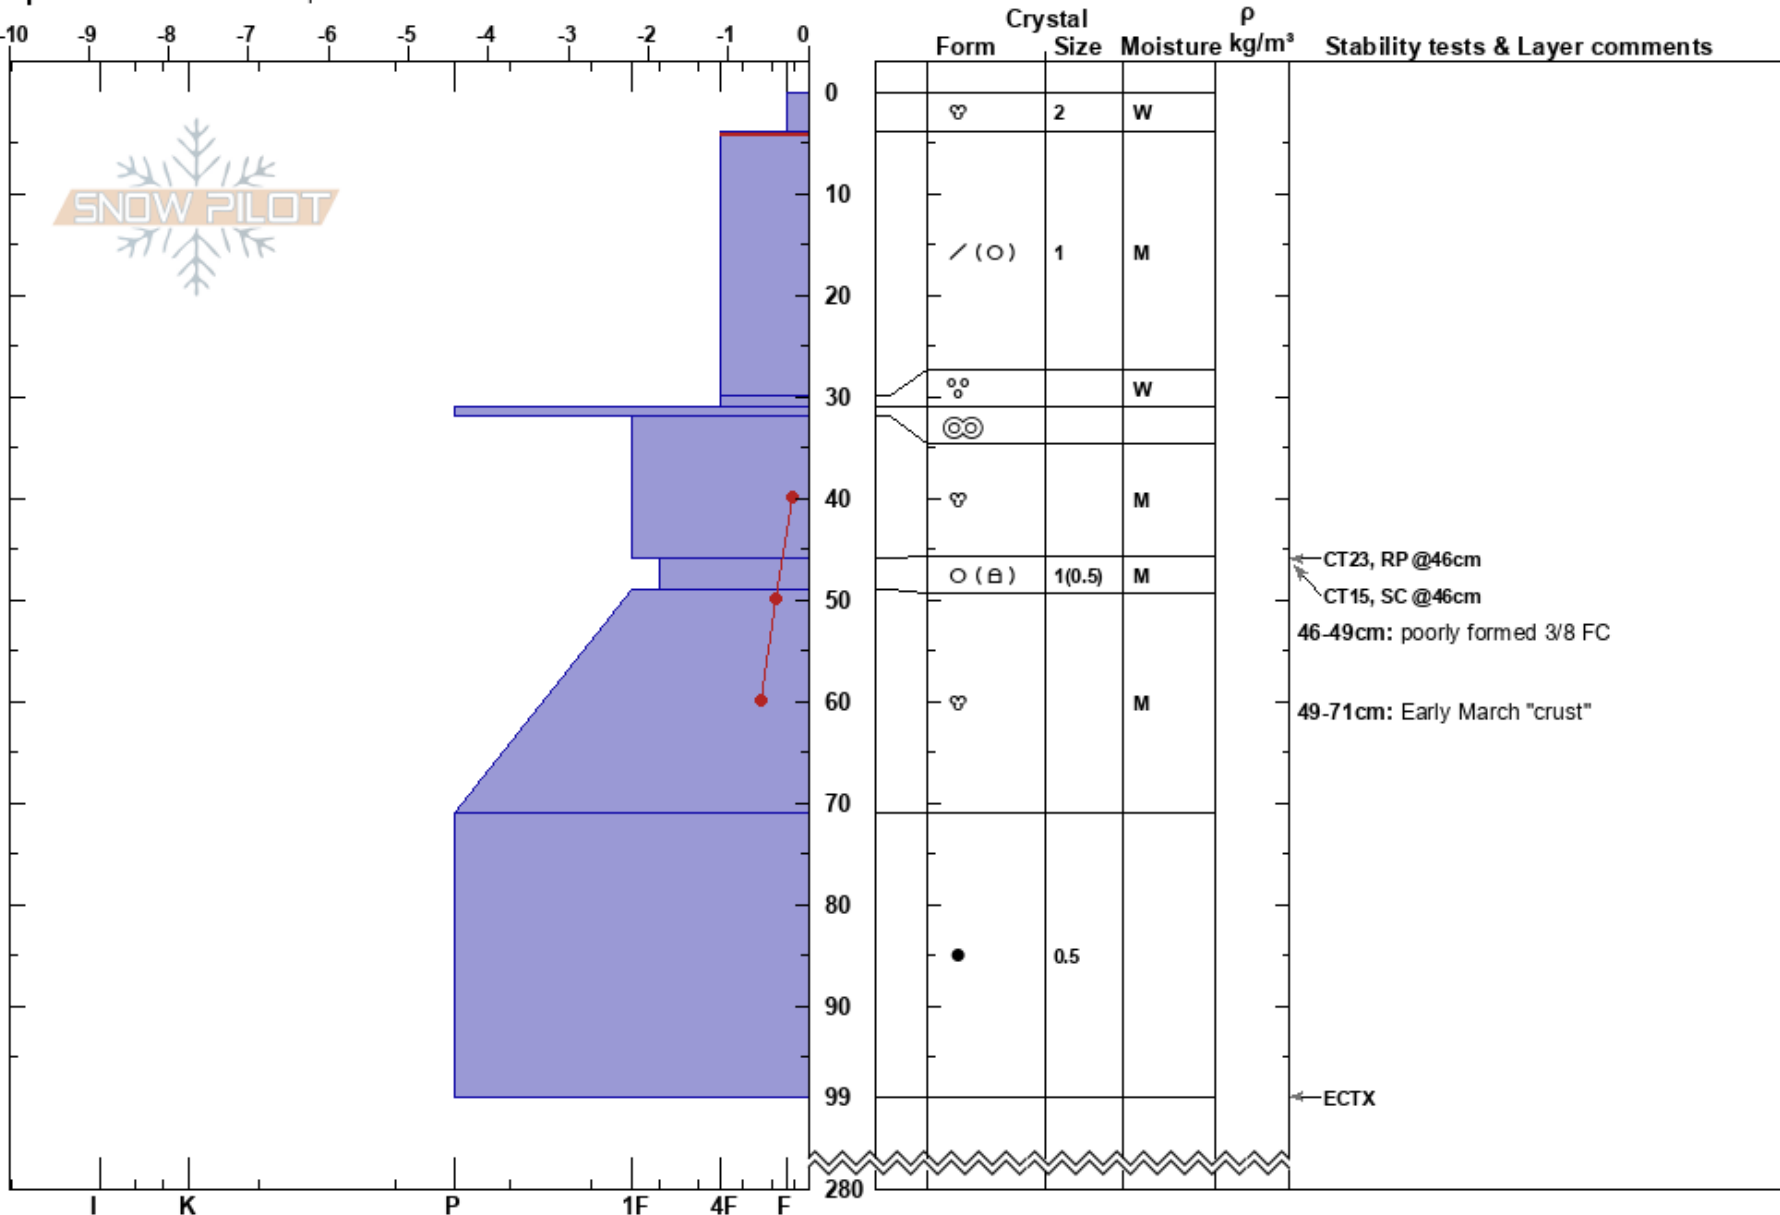 Crystal ρ
-10 -9 -8 -7 -6 -5 -4 -3 -2 -1 0 Form Size Moisture kg/m³ Stability tests & Layer comments
0
2 W
SNOW PILOT
10
/ (O) 1 M
20
30
W
40
M
CT23, RP @46cm
O ( ) 1(0.5) M
50
CT15, SC @46cm
46-49cm: poorly formed 3/8 FC
60
M
49-71cm: Early March "crust"
70
80
0.5
90
99
ECTX
280
I K P 1F 4F F